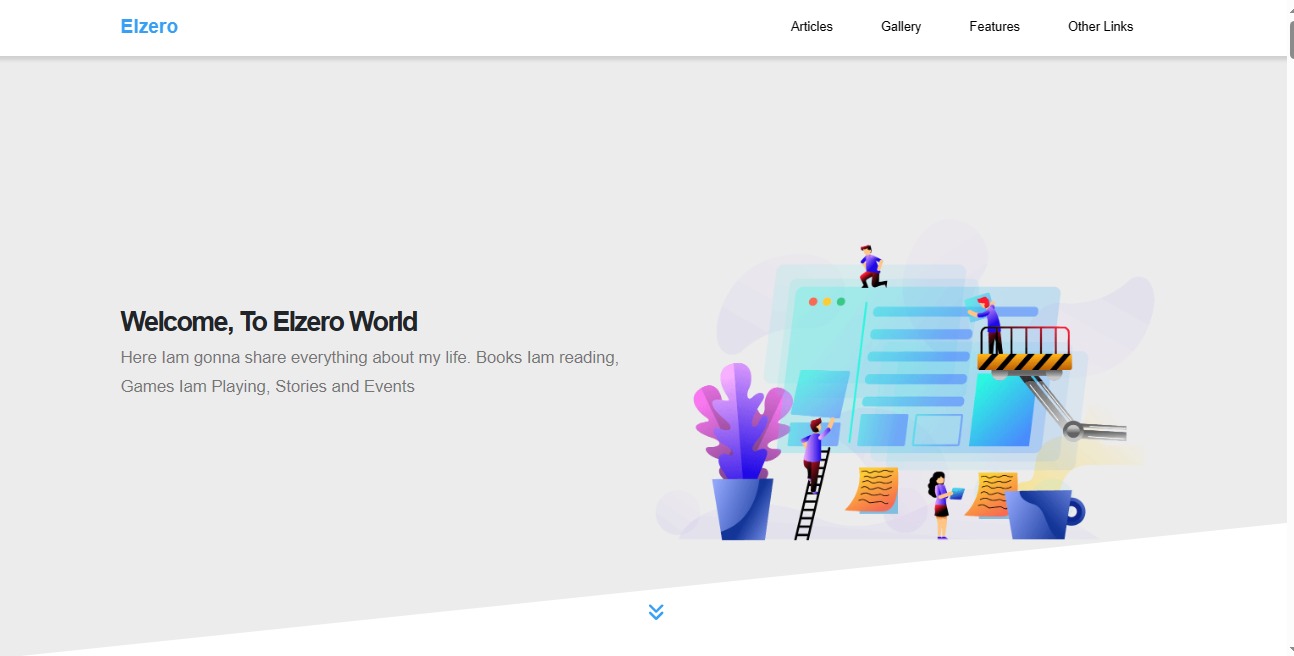 Elzero
Articles
Gallery
Features
Other Links
Welcome, To Elzero World
Here Iam gonna share everything about my life. Books Iam reading,
Games Iam Playing, Stories and Events